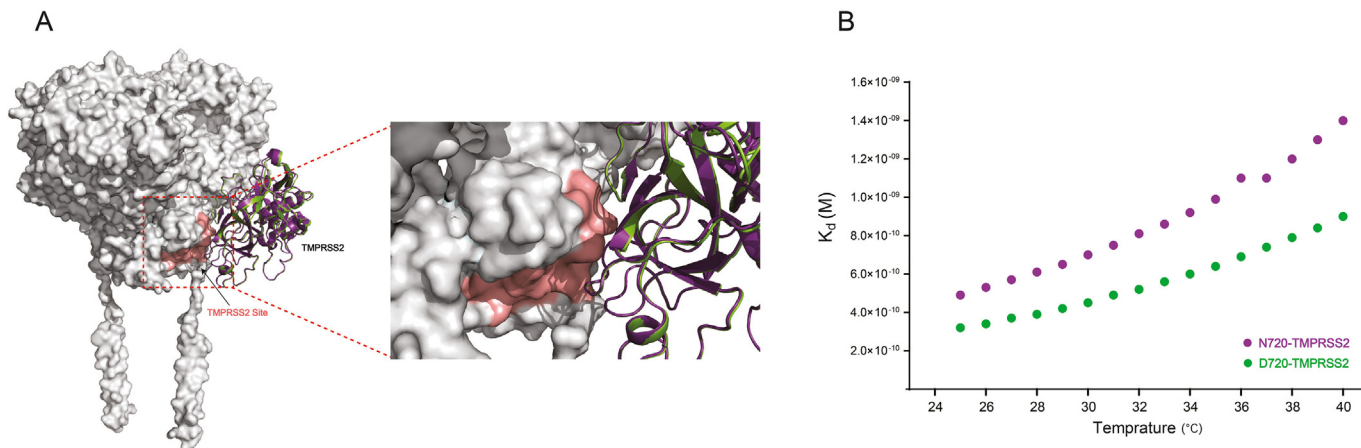 A
TMPRSS2
TMPRSS2 Site
B
Kd (M)
1.6× 10-09
1.4× 10-09
1.2× 10-09
1.0× 10-09
8.0× 10-10
6.0× 10-10
4.0× 10-10
2.0× 10-10
N720-TMPRSS2
D720-TMPRSS2
24 26 28 30 32 34 36 38 40
Temprature (°C)